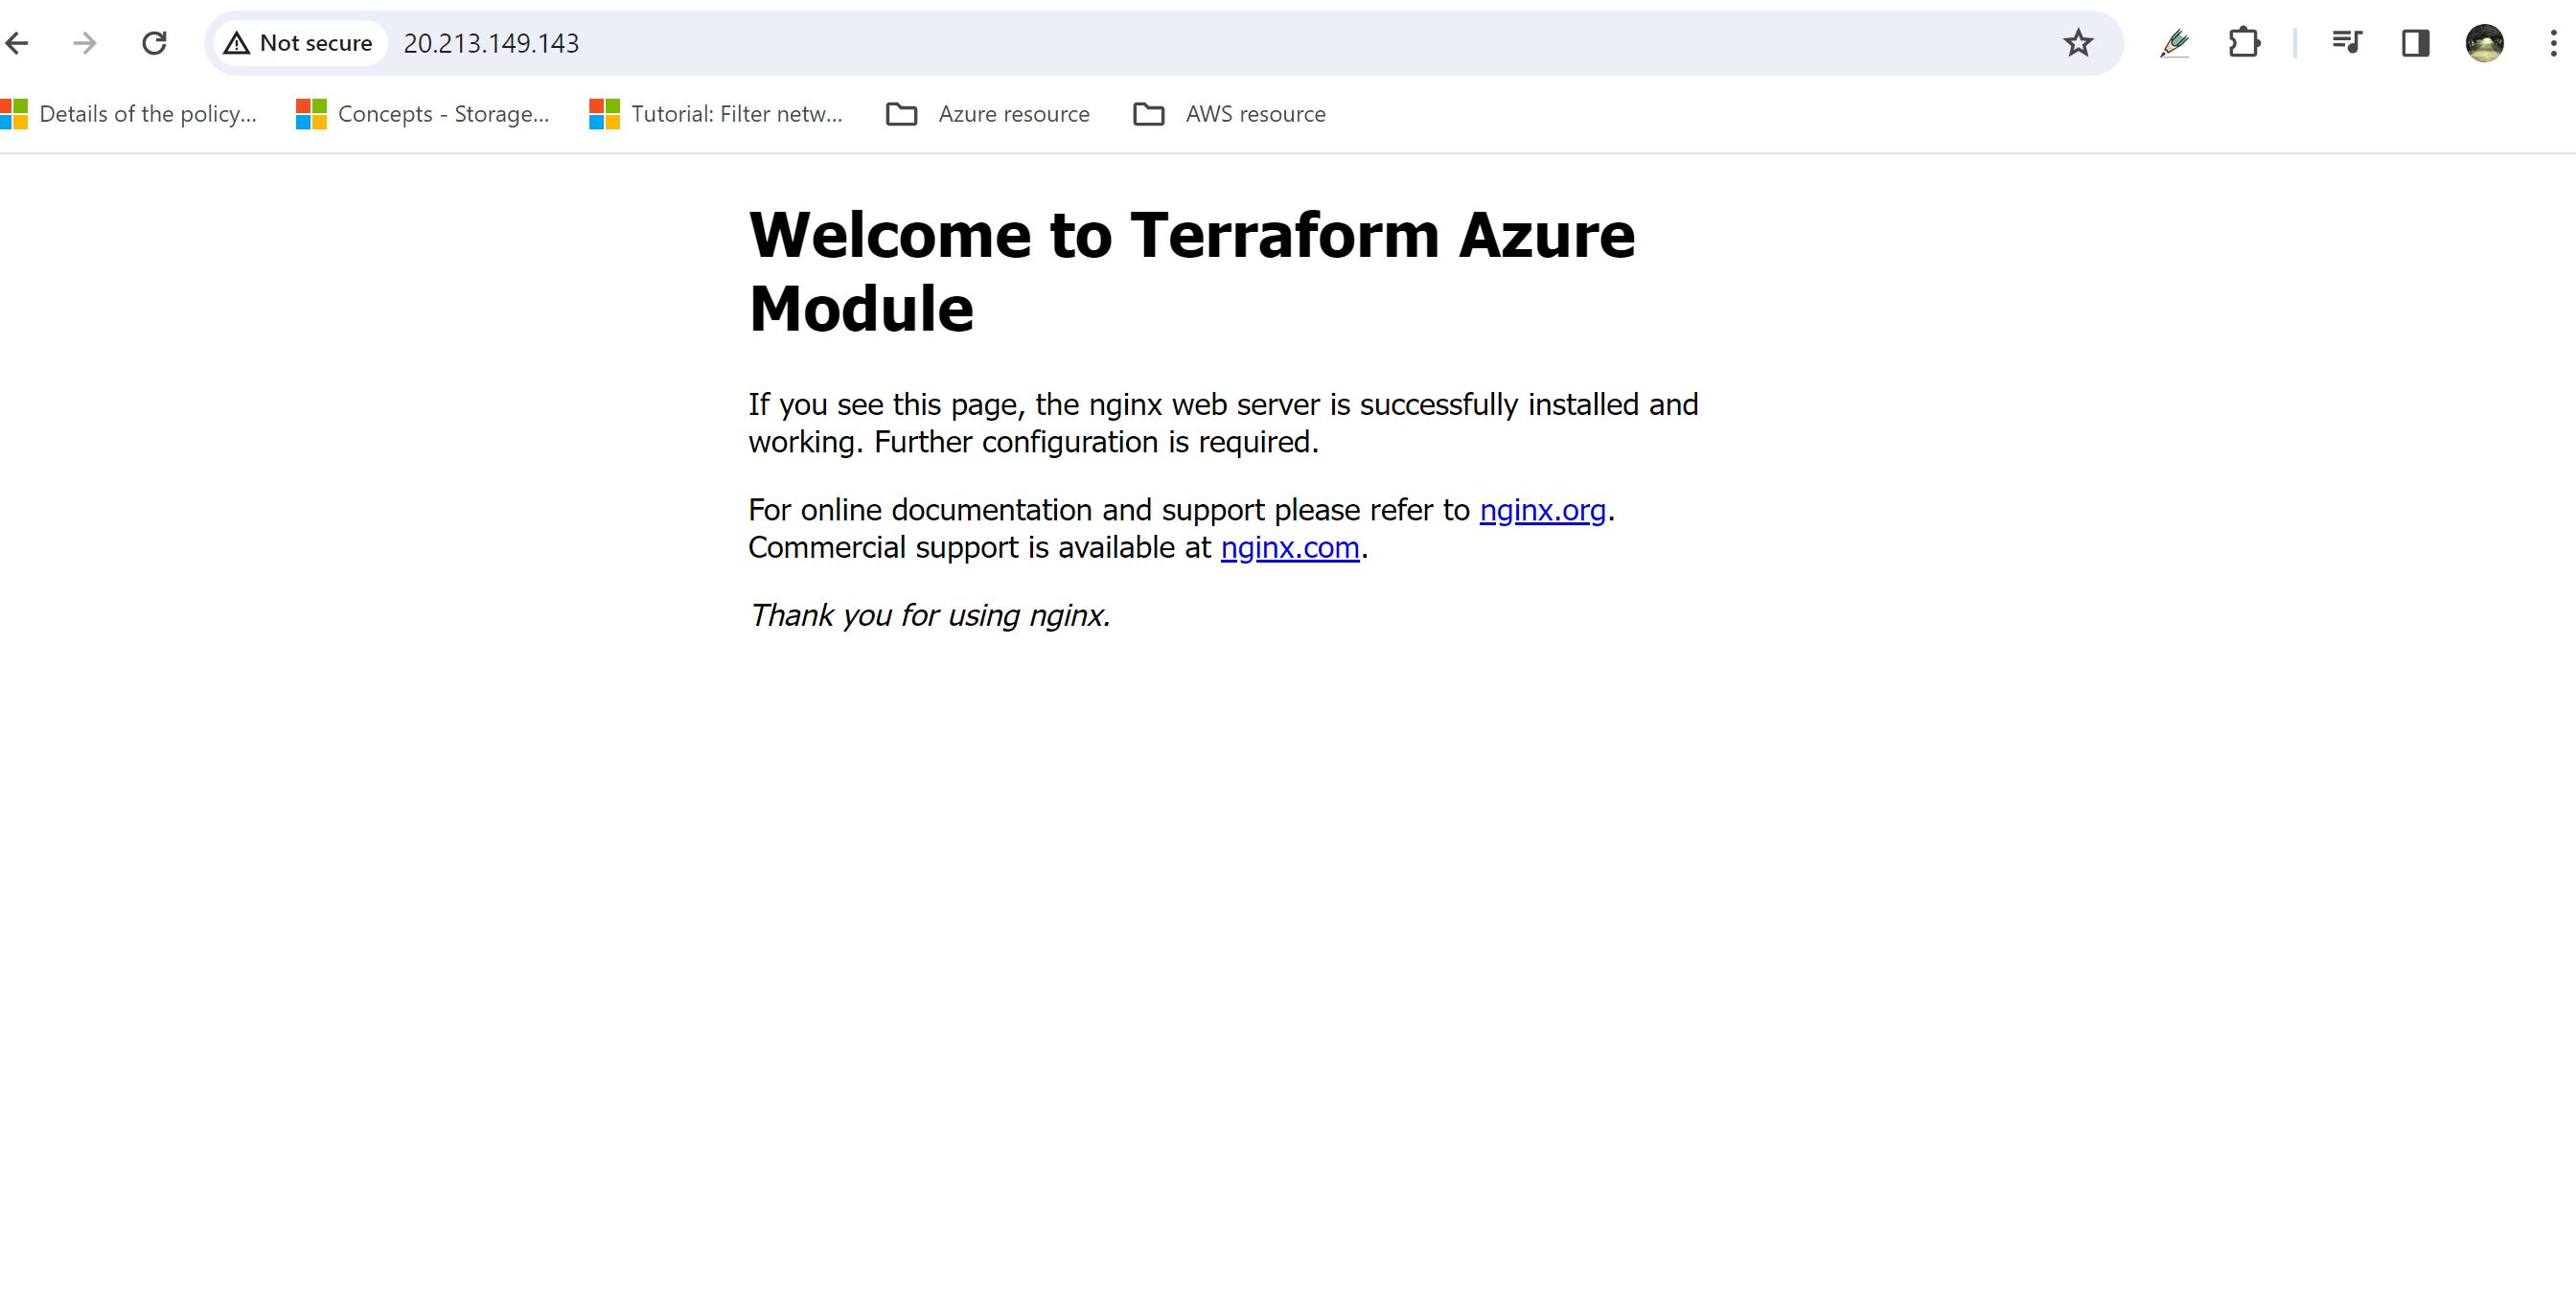 Not secure 20.213.149.143
Details of the policy... Concepts - Storage... Tutorial: Filter netw... Azure resource AWS resource
Welcome to Terraform Azure
Module
If you see this page, the nginx web server is successfully installed and
working. Further configuration is required.
For online documentation and support please refer to nginx.org.
Commercial support is available at nginx.com.
Thank you for using nginx.